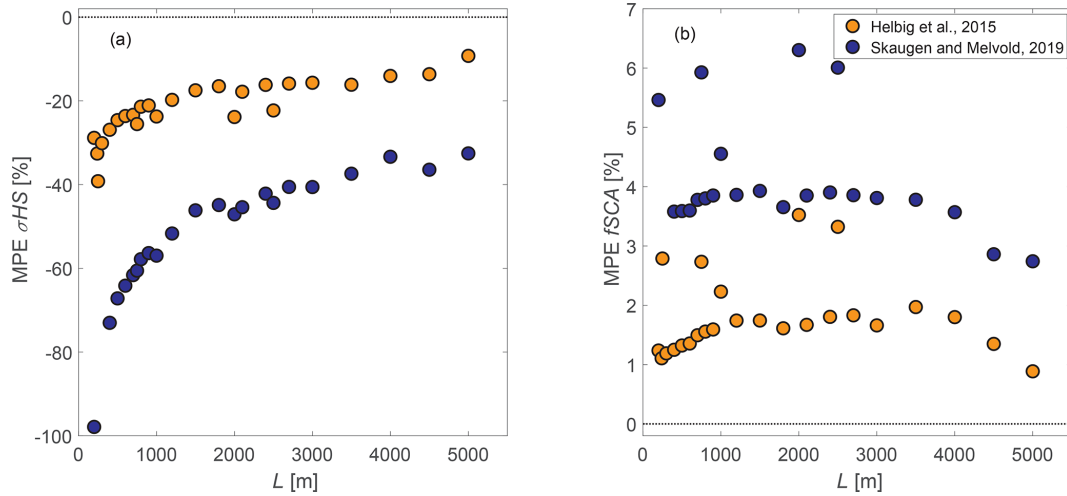 (a)
0
-20
-40
-60
-80
-100
MPE σHS [%]
0 1000 2000 3000 4000 5000
L [m]
(b)
Helbig et al., 2015
Skaugen and Melvold, 2019
7
6
5
4
3
2
1
0
MPE fSCA [%]
0 1000 2000 3000 4000 5000
L [m]